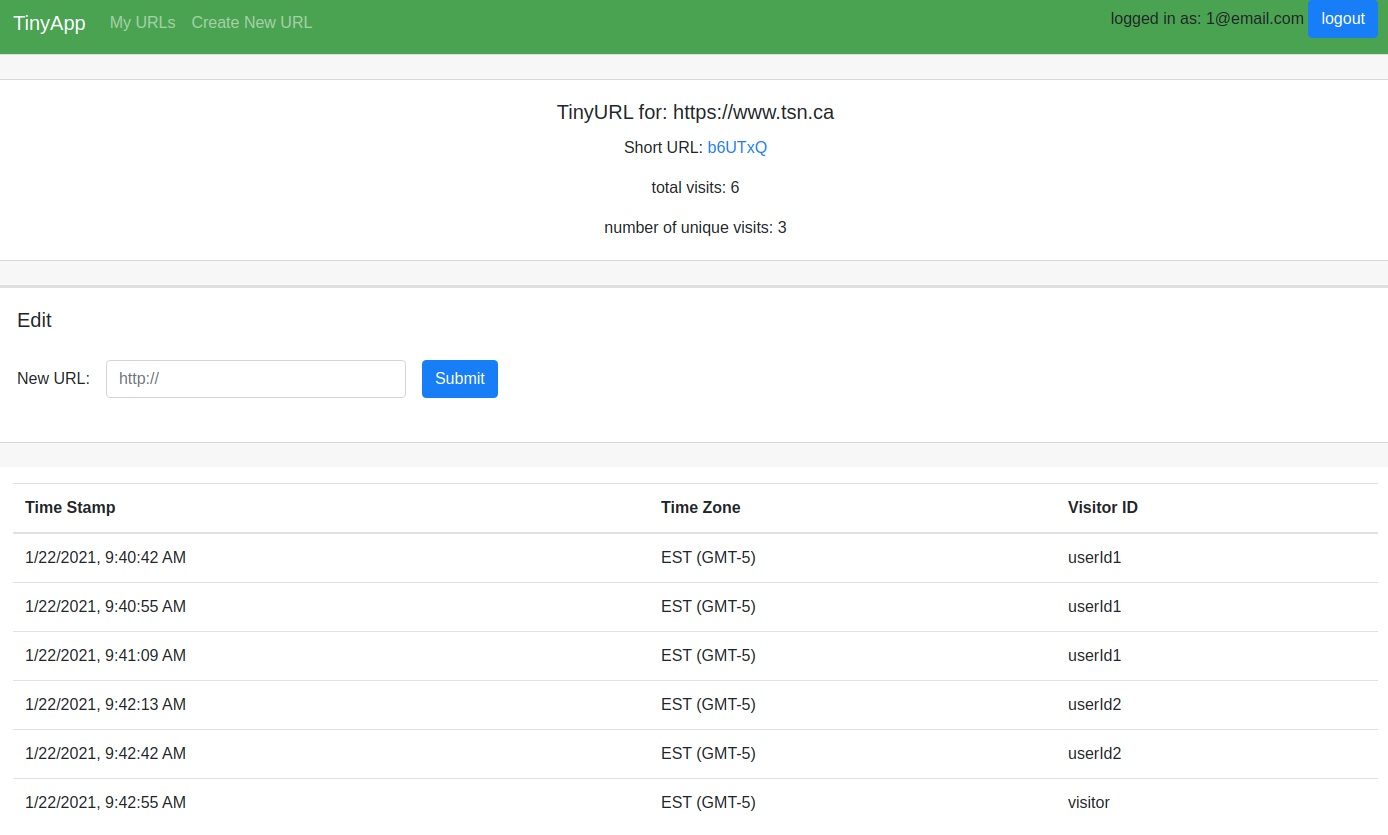 TinyApp My URLs Create New URL logged in as: 1@email.com logout
TinyURL for: https://www.tsn.ca
Short URL: b6UTxQ
total visits: 6
number of unique visits: 3
Edit
New URL: http:// Submit
Time Stamp Time Zone Visitor ID
1/22/2021, 9:40:42 AM EST (GMT-5) userId1
1/22/2021, 9:40:55 AM EST (GMT-5) userId1
1/22/2021, 9:41:09 AM EST (GMT-5) userId1
1/22/2021, 9:42:13 AM EST (GMT-5) userId2
1/22/2021, 9:42:42 AM EST (GMT-5) userId2
1/22/2021, 9:42:55 AM EST (GMT-5) visitor